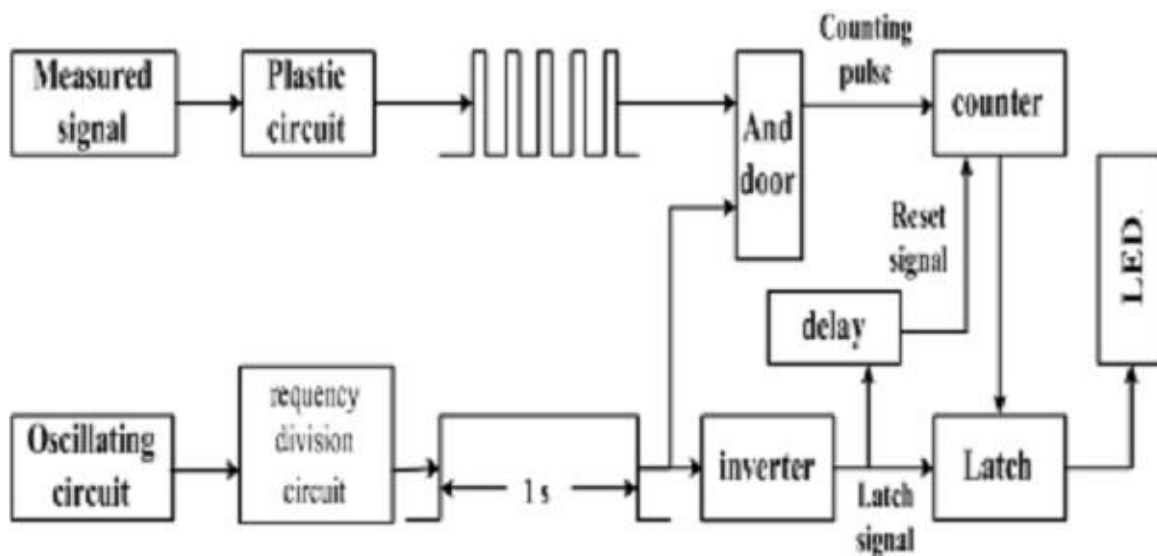 Measured
signal
Plastic
circuit
And
door
Counting
pulse
counter
Reset
signal
delay
LED
Oscillating
circuit
requency
division
circuit
1 s
inverter
Latch
signal
Latch